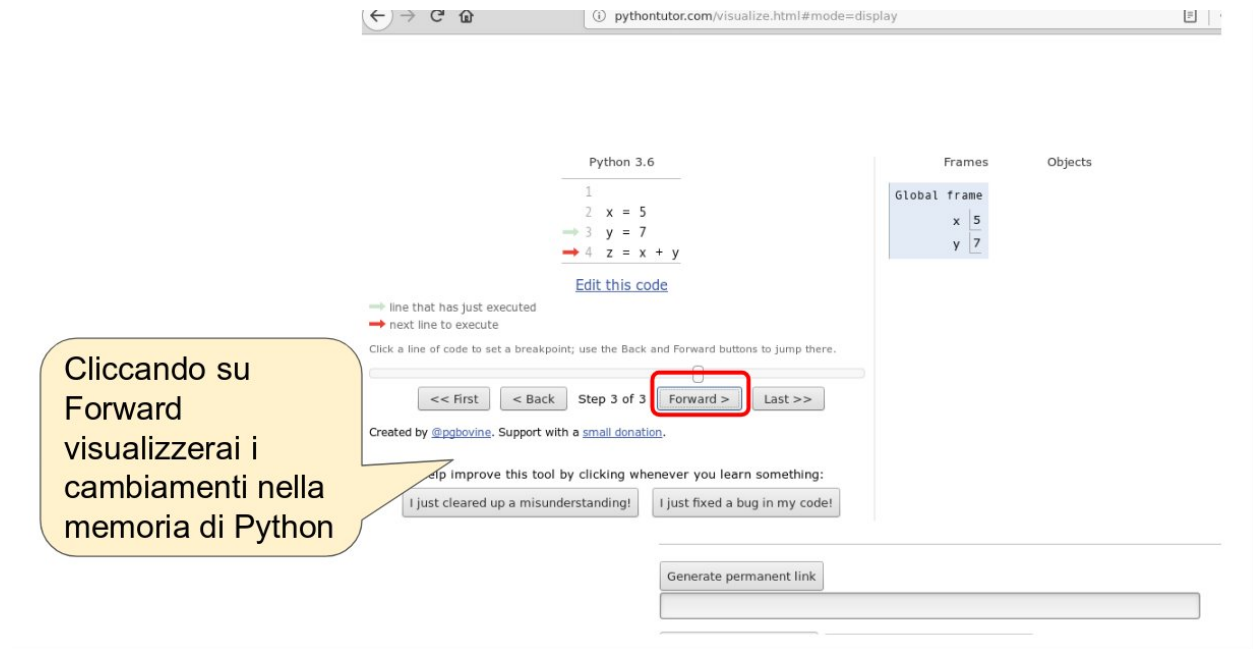 pythontutor.com/visualize.html#mode=display
Python 3.6
Frames
Objects
1
2 x = 5
3 y = 7
4 z = x + y
Global frame
x 5
y 7
Edit this code
line that has just executed
next line to execute
Click a line of code to set a breakpoint; use the Back and Forward buttons to jump there.
<< First
< Back
Step 3 of 3
Forward >
Last >>
Created by @pgbovine. Support with a small donation.
improve this tool by clicking whenever you learn something:
I just cleared up a misunderstanding!
I just fixed a bug in my code!
Cliccando su
Forward
visualizzerai i
cambiamenti nella
memoria di Python
Generate permanent link